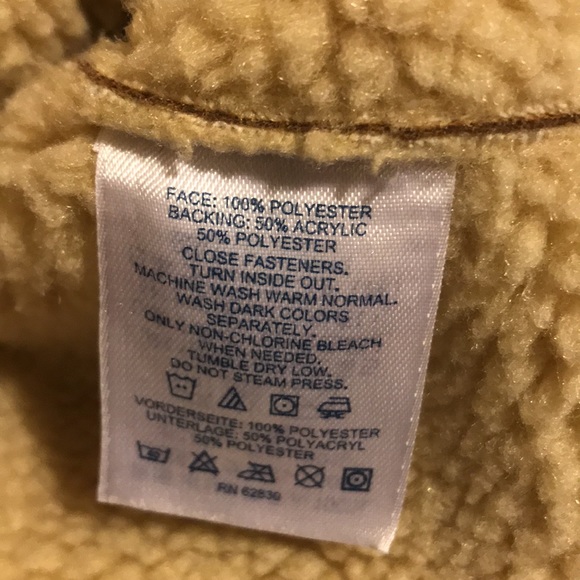 FACE: 100% POLYESTER
BACKING: 50% ACRYLIC
50% POLYESTER
CLOSE FASTENERS.
TURN INSIDE OUT.
MACHINE WASH WARM NORMAL.
WASH DARK COLORS
SEPARATELY.
ONLY NON-CHLORINE BLEACH
WHEN NEEDED.
TUMBLE DRY LOW.
DO NOT STEAM PRESS.
VORDERSEITE: 100% POLYESTER
UNTERLAGE: 50% POLYACRYL
50% POLYESTER
RN 62830